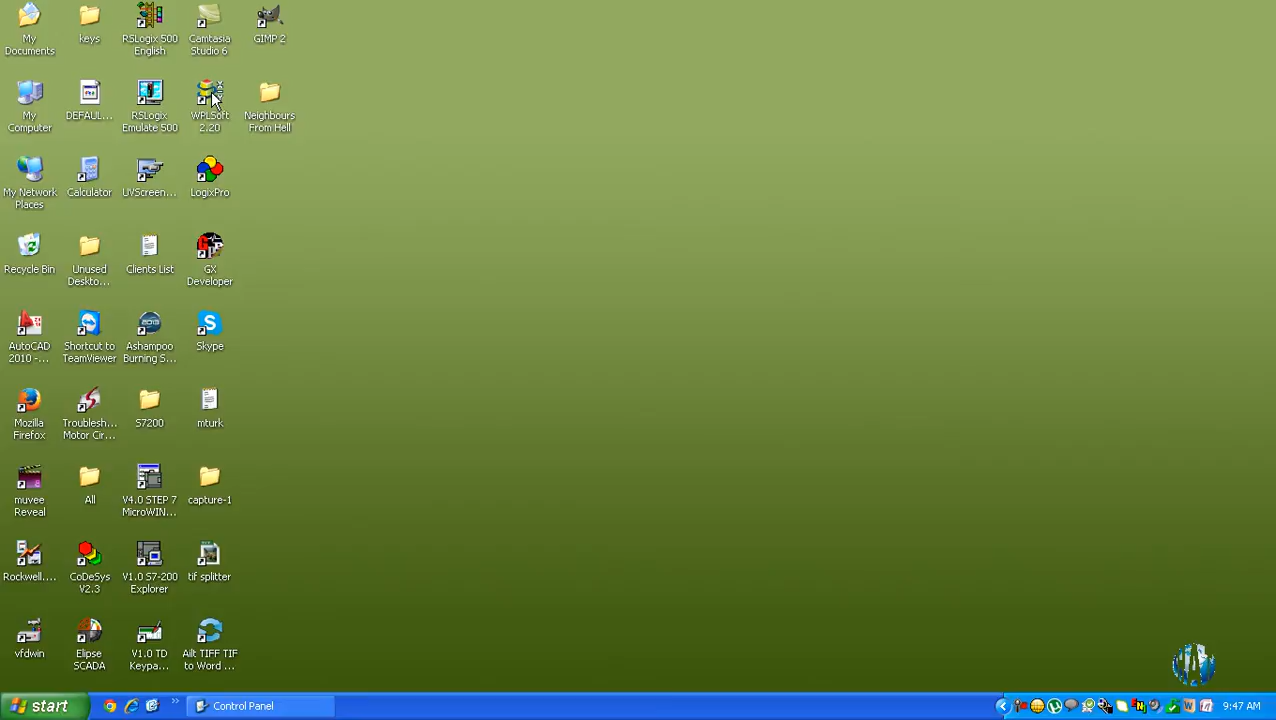 My Documents
keys
RSLogix 500 English
Camtasia Studio 6
GIMP 2
My Computer
DEFAUL...
RSLogix Emulate 500
WPLSoft 2.20
Neighbours From Hell
My Network Places
Calculator
UVScreen...
LogixPro
Recycle Bin
Unused Deskto...
Clients List
GX Developer
AutoCAD 2010 -...
Shortcut to TeamViewer
Ashampoo Burning S...
Skype
Mozilla Firefox
Troublesh... Motor Cir...
S7200
mturk
muvee Reveal
All
V4.0 STEP 7 MicroWIN...
capture-1
Rockwell....
CoDeSys V2.3
V1.0 S7-200 Explorer
tif splitter
vfdwin
Elipse SCADA
V1.0 TD Keypa...
Ailt TIFF TIF to Word ...
start
Control Panel
9:47 AM